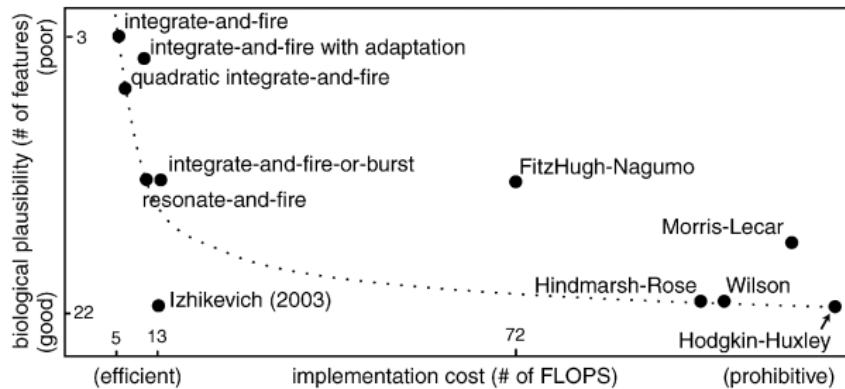 biological plausibility (# of features)
(poor)
(good)
3
22
integrate-and-fire
integrate-and-fire with adaptation
quadratic integrate-and-fire
integrate-and-fire-or-burst
resonate-and-fire
FitzHugh-Nagumo
Morris-Lecar
Hindmarsh-Rose
Wilson
Izhikevich (2003)
Hodgkin-Huxley
5
13
72
(efficient)
implementation cost (# of FLOPS)
(prohibitive)